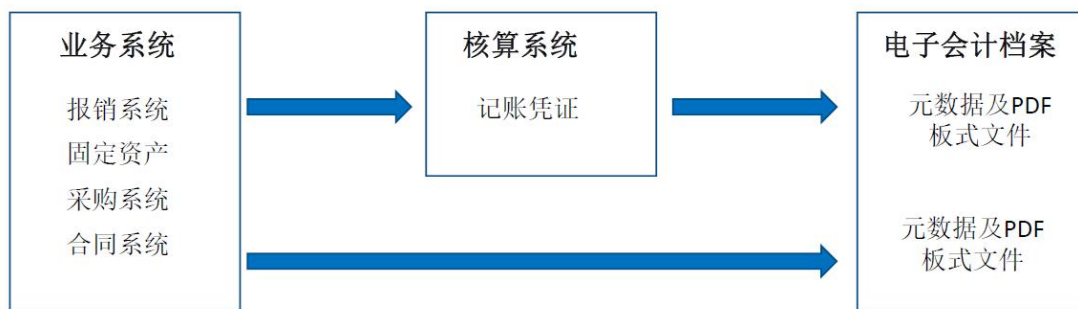 业务系统
报销系统
固定资产
采购系统
合同系统
核算系统
记账凭证
电子会计档案
元数据及PDF
板式文件
元数据及PDF
板式文件